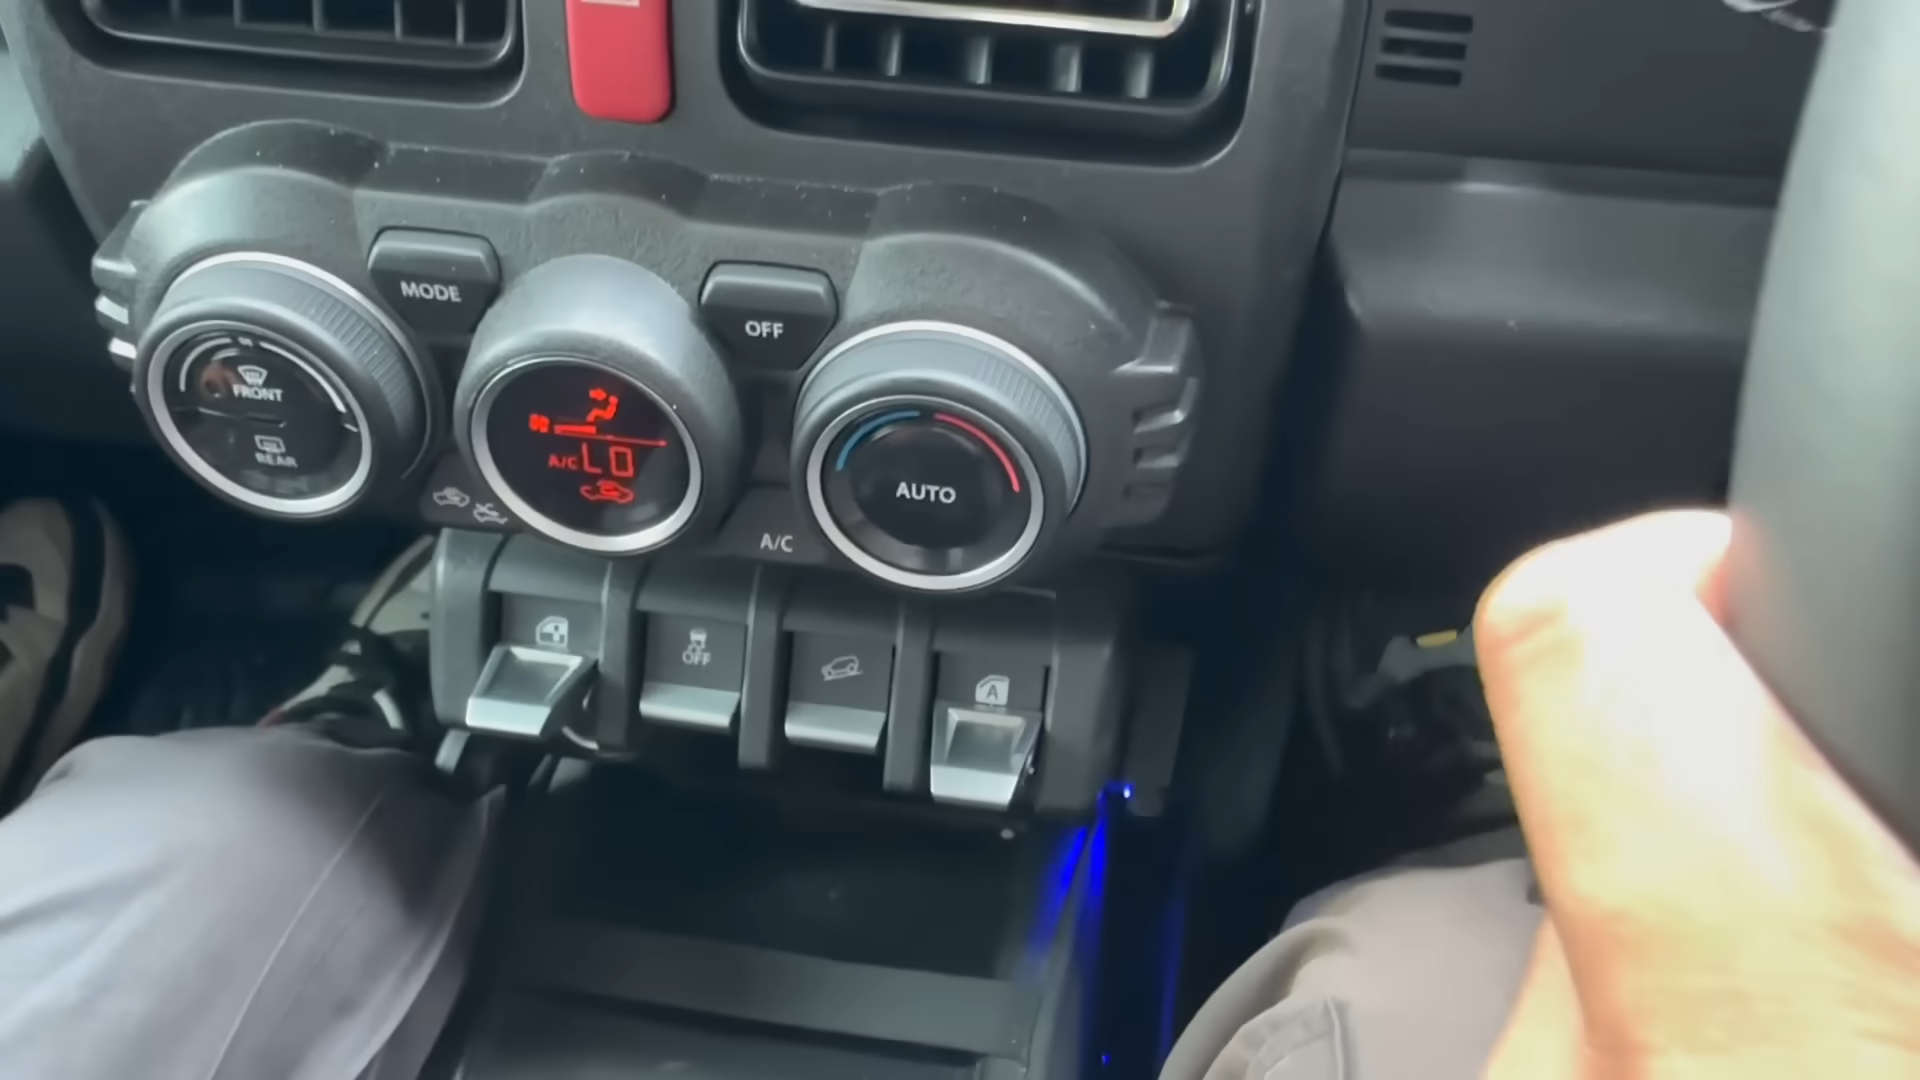 MODE
OFF
FRONT
REAR
A/C LO
AUTO
A/C
OFF
A